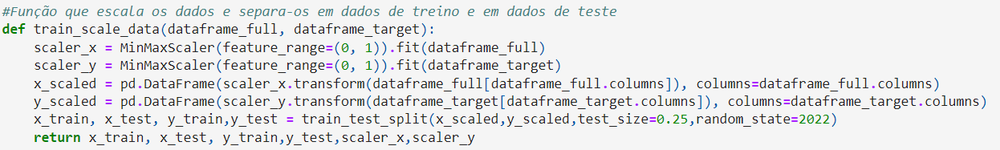 #Função que escala os dados e separa-os em dados de treino e em dados de teste
def train_scale_data(dataframe_full, dataframe_target):
    scaler_x = MinMaxScaler(feature_range=(0, 1)).fit(dataframe_full)
    scaler_y = MinMaxScaler(feature_range=(0, 1)).fit(dataframe_target)
    x_scaled = pd.DataFrame(scaler_x.transform(dataframe_full[dataframe_full.columns]), columns=dataframe_full.columns)
    y_scaled = pd.DataFrame(scaler_y.transform(dataframe_target[dataframe_target.columns]), columns=dataframe_target.columns)
    x_train, x_test, y_train,y_test = train_test_split(x_scaled,y_scaled,test_size=0.25,random_state=2022)
    return x_train, x_test, y_train,y_test,scaler_x,scaler_y